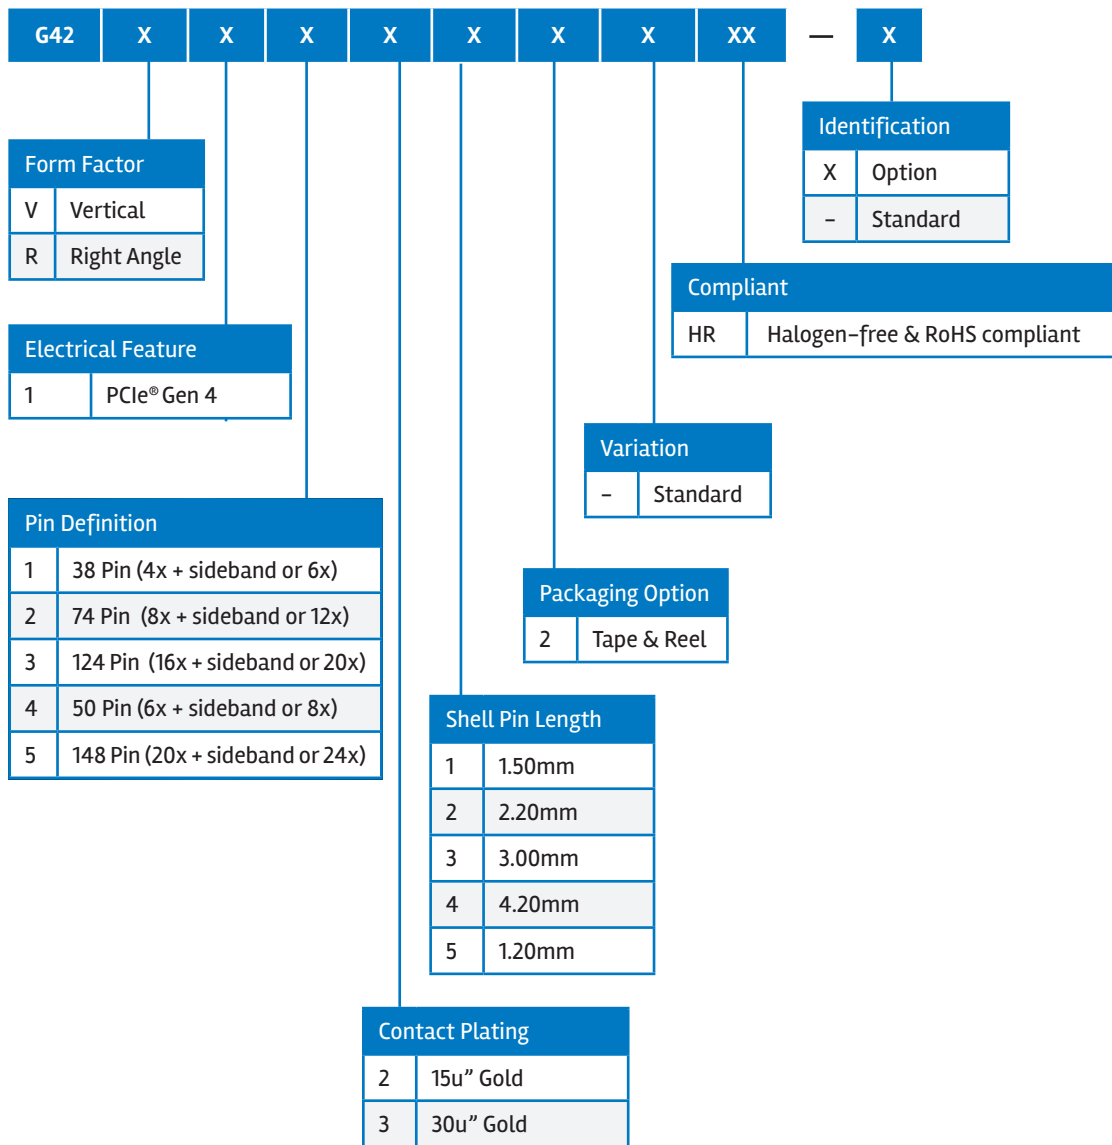 G42 X X X X X X X XX — X
Identification
X Option
– Standard
Form Factor
V Vertical
R Right Angle
Compliant
HR Halogen-free & RoHS compliant
Electrical Feature
1 PCIe® Gen 4
Variation
– Standard
Pin Definition
1 38 Pin (4x + sideband or 6x)
2 74 Pin (8x + sideband or 12x)
3 124 Pin (16x + sideband or 20x)
4 50 Pin (6x + sideband or 8x)
5 148 Pin (20x + sideband or 24x)
Packaging Option
2 Tape & Reel
Shell Pin Length
1 1.50mm
2 2.20mm
3 3.00mm
4 4.20mm
5 1.20mm
Contact Plating
2 15u” Gold
3 30u” Gold